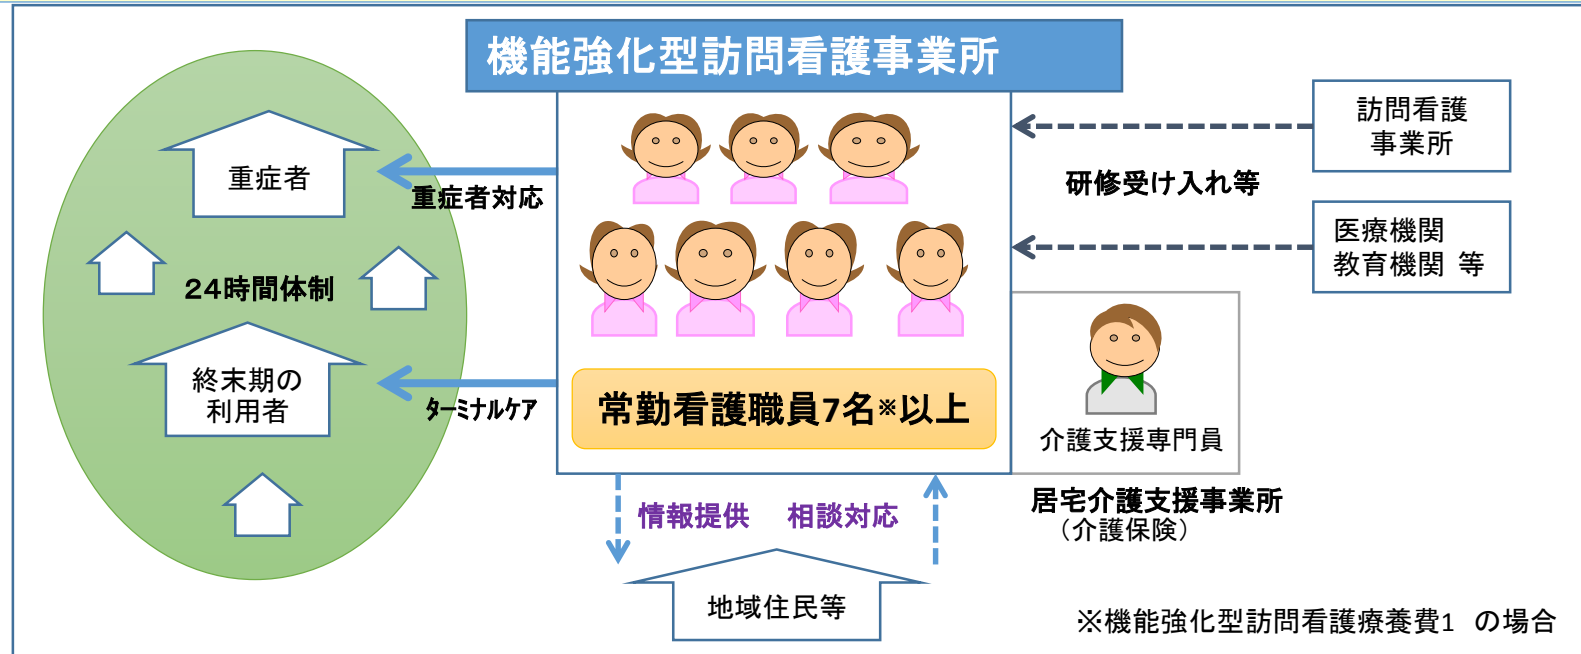 機能強化型訪問看護事業所
訪問看護
事業所
重症者
重症者対応
研修受け入れ等
医療機関
教育機関 等
24時間体制
終末期の
利用者
ターミナルケア
常勤看護職員7名※以上
介護支援専門員
居宅介護支援事業所
（介護保険）
情報提供 相談対応
地域住民等
※機能強化型訪問看護療養費1 の場合